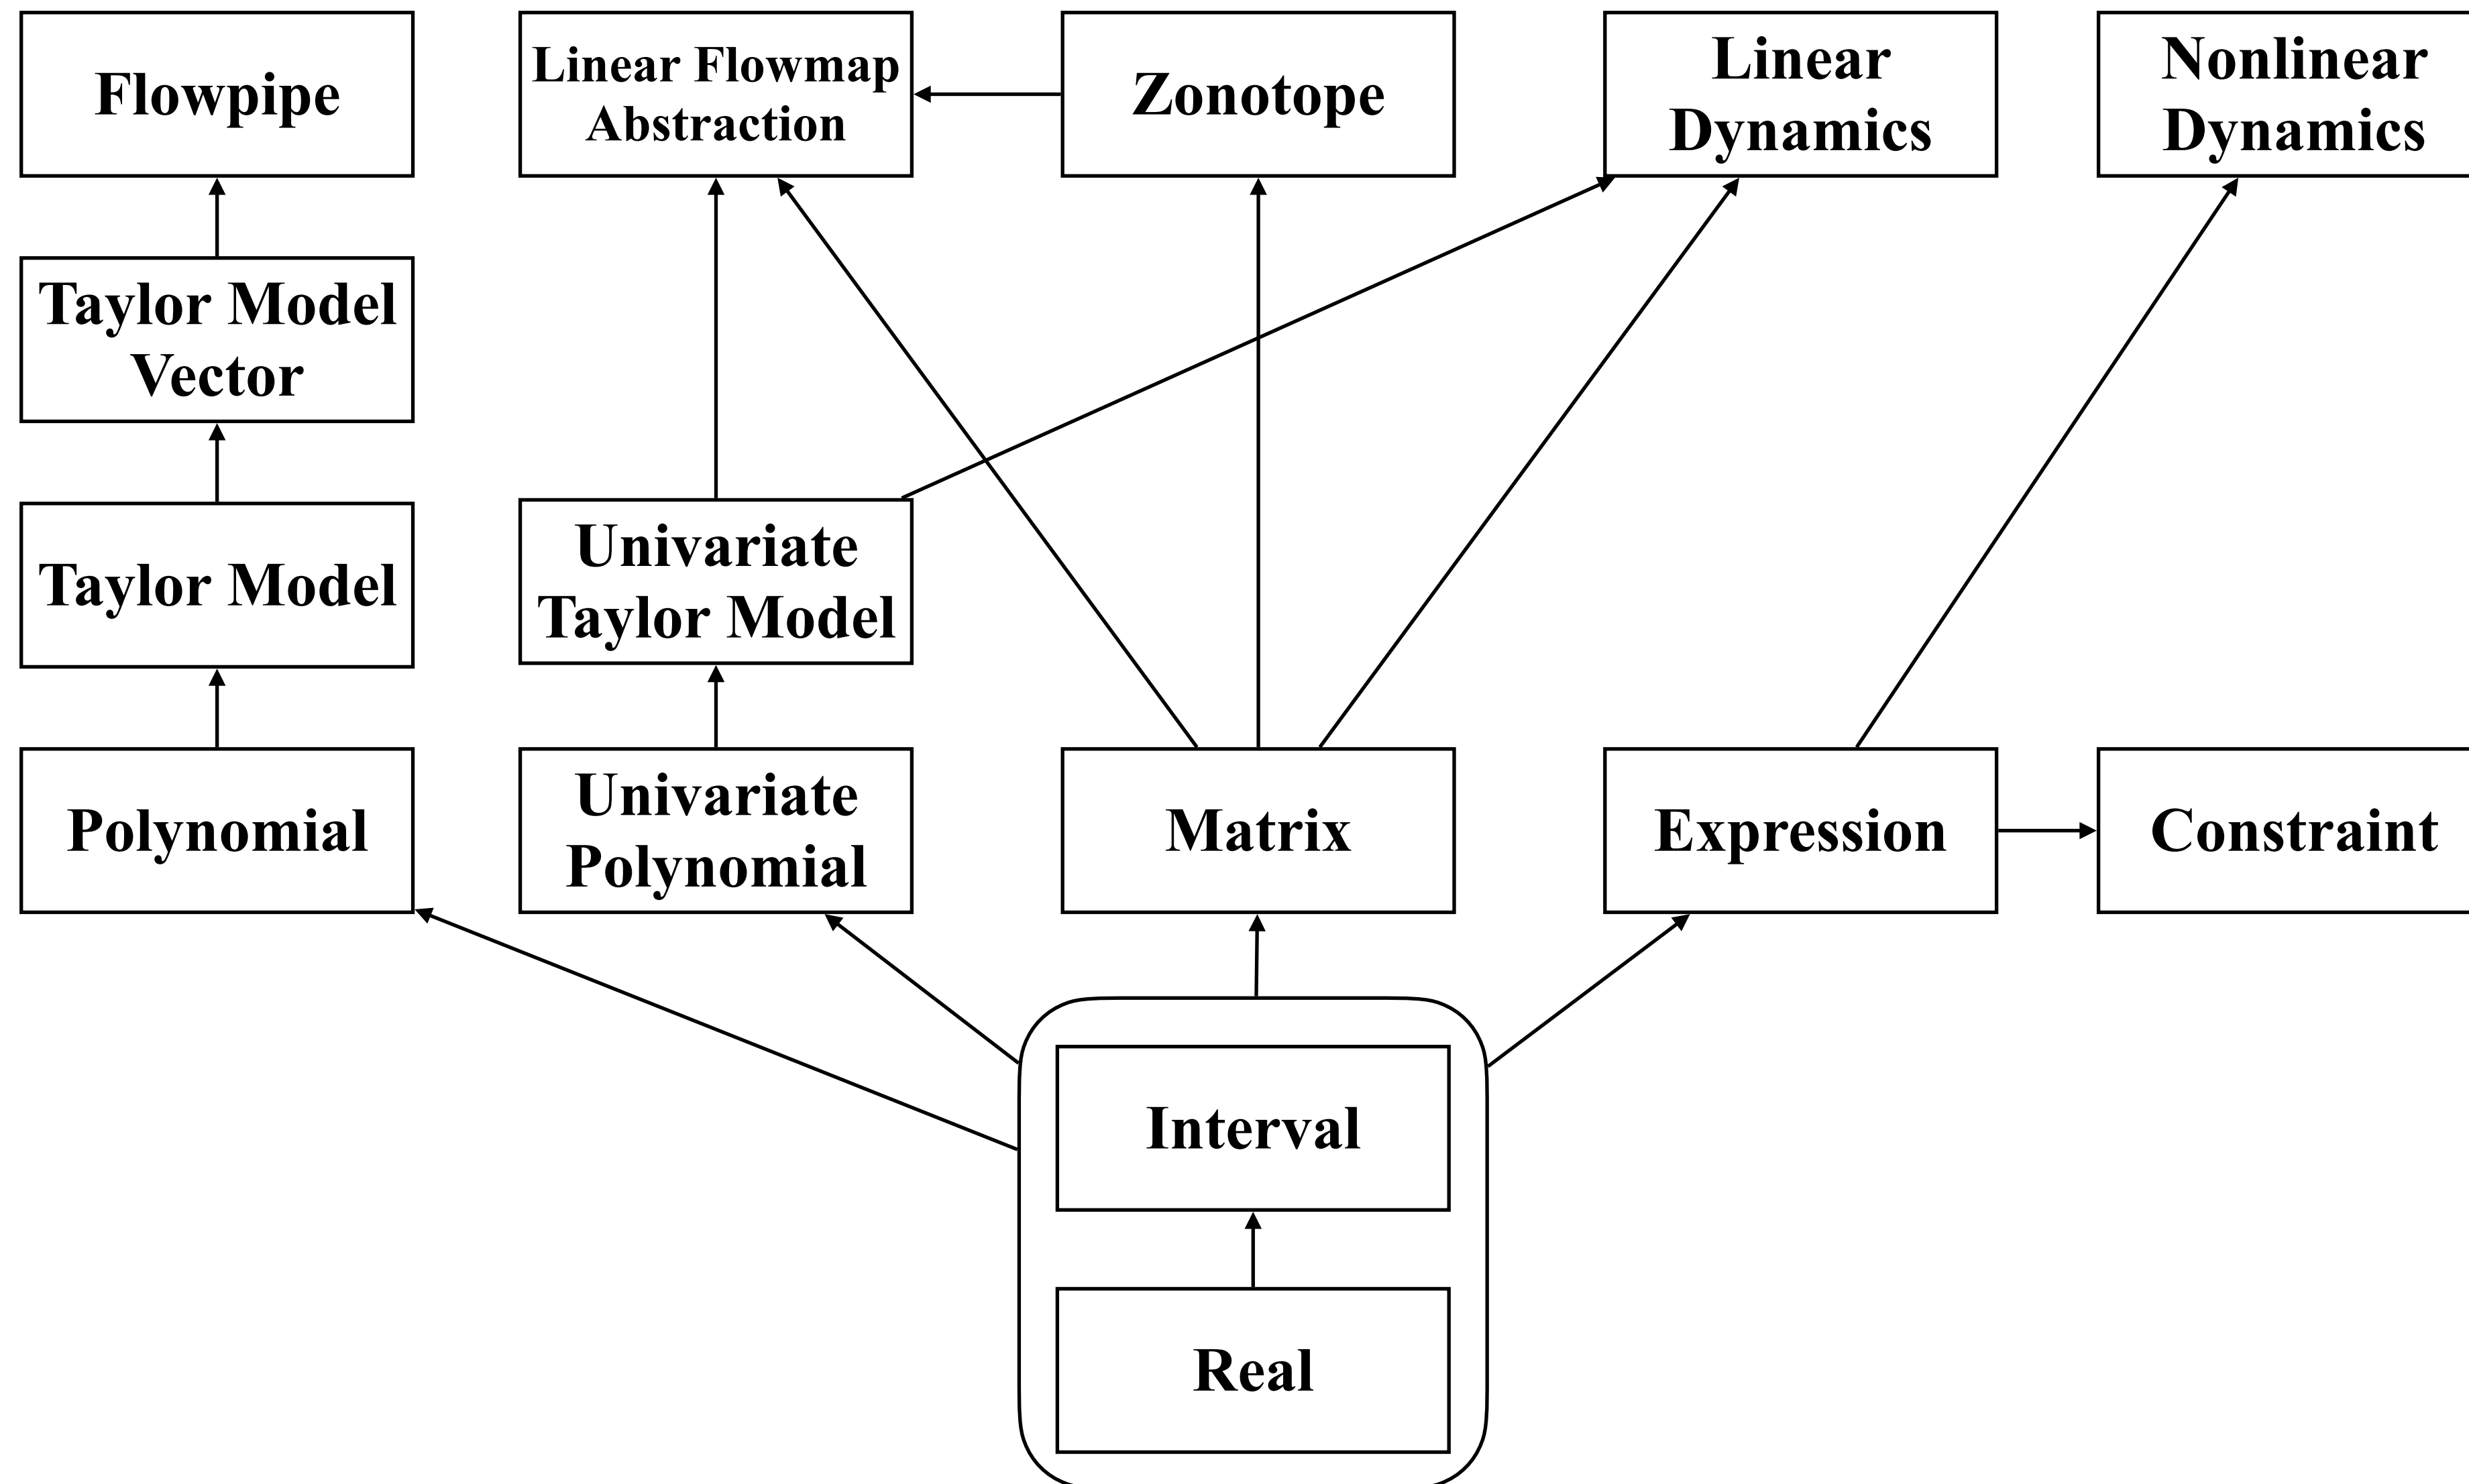 Flowpipe
Linear Flowmap
Abstraction
Zonotope
Linear
Dynamics
Nonlinear
Dynamics
Taylor Model
Vector
Taylor Model
Univariate
Taylor Model
Polynomial
Univariate
Polynomial
Matrix
Expression
Constraint
Interval
Real